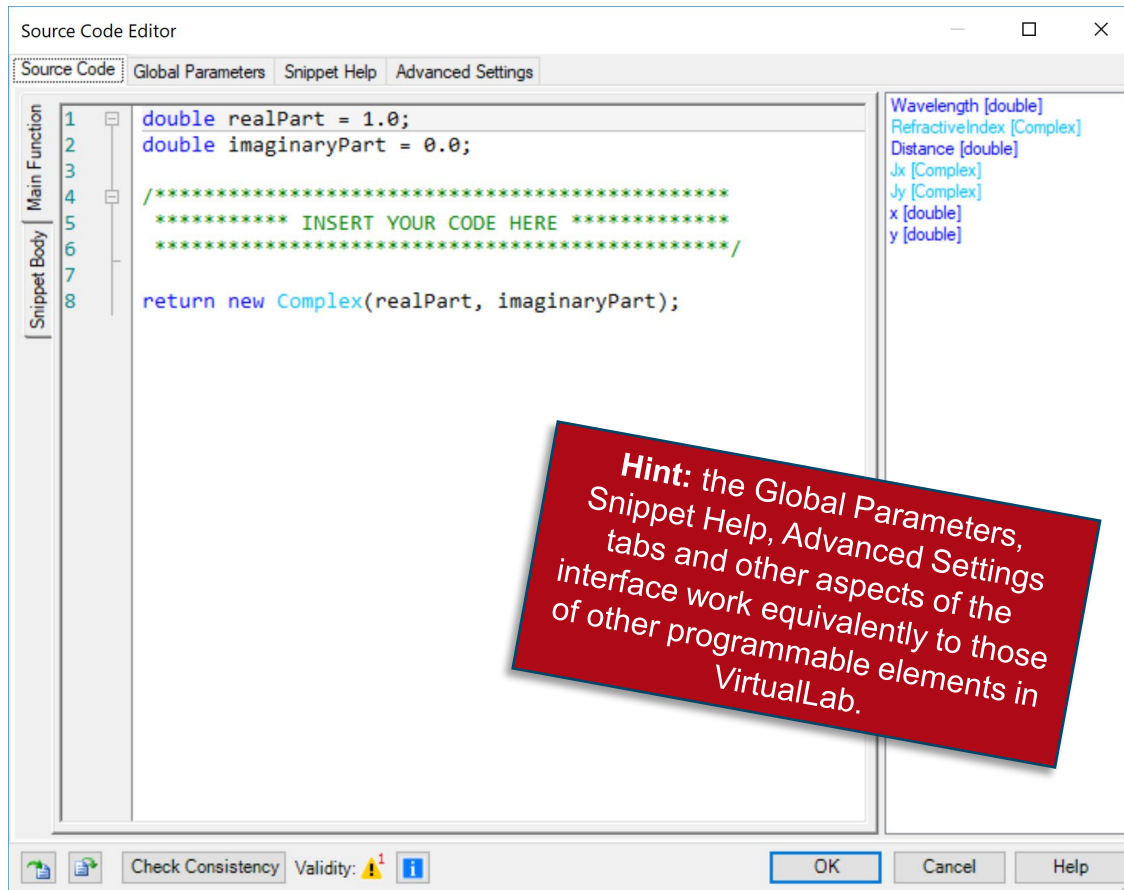 Source Code Editor
Source Code Global Parameters Snippet Help Advanced Settings
Main Function
Snippet Body
1 double realPart = 1.0;
2 double imaginaryPart = 0.0;
3
4 /***********************************************
5 *********** INSERT YOUR CODE HERE *************
6 ***********************************************/
7
8 return new Complex(realPart, imaginaryPart);
Wavelength [double]
RefractiveIndex [Complex]
Distance [double]
Jx [Complex]
Jy [Complex]
x [double]
y [double]
Hint: the Global Parameters,
Snippet Help, Advanced Settings
tabs and other aspects of the
interface work equivalently to those
of other programmable elements in
VirtualLab.
Check Consistency Validity: 1 OK Cancel Help